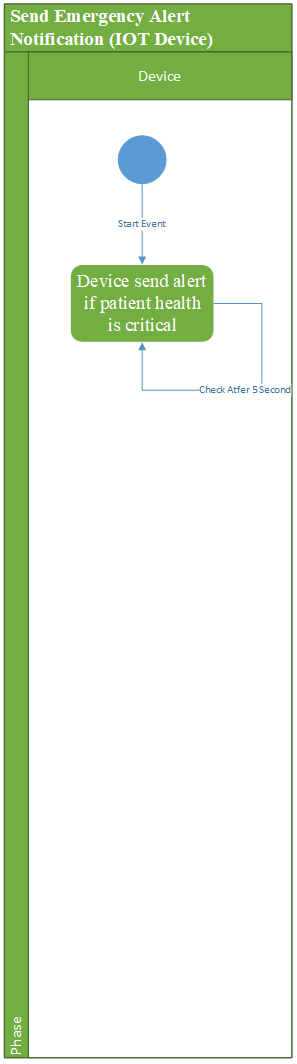 Send Emergency Alert
Notification (IOT Device)
Device
Start Event
Device send alert
if patient health
is critical
Check Atfer 5 Second
Phase